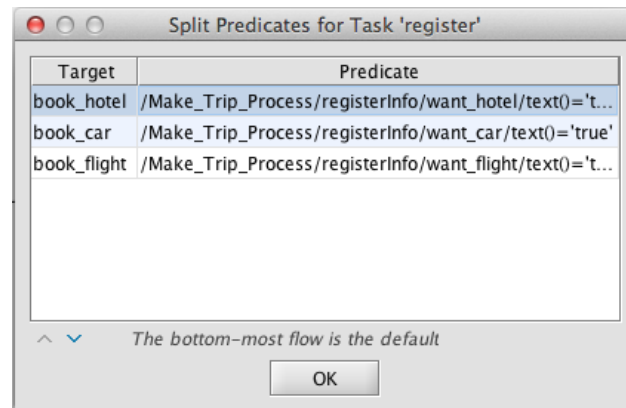 Split Predicates for Task 'register'
Target Predicate
book_hotel /Make_Trip_Process/registerInfo/want_hotel/text()='t...
book_car /Make_Trip_Process/registerInfo/want_car/text()='true'
book_flight /Make_Trip_Process/registerInfo/want_flight/text()='t...
The bottom-most flow is the default
OK